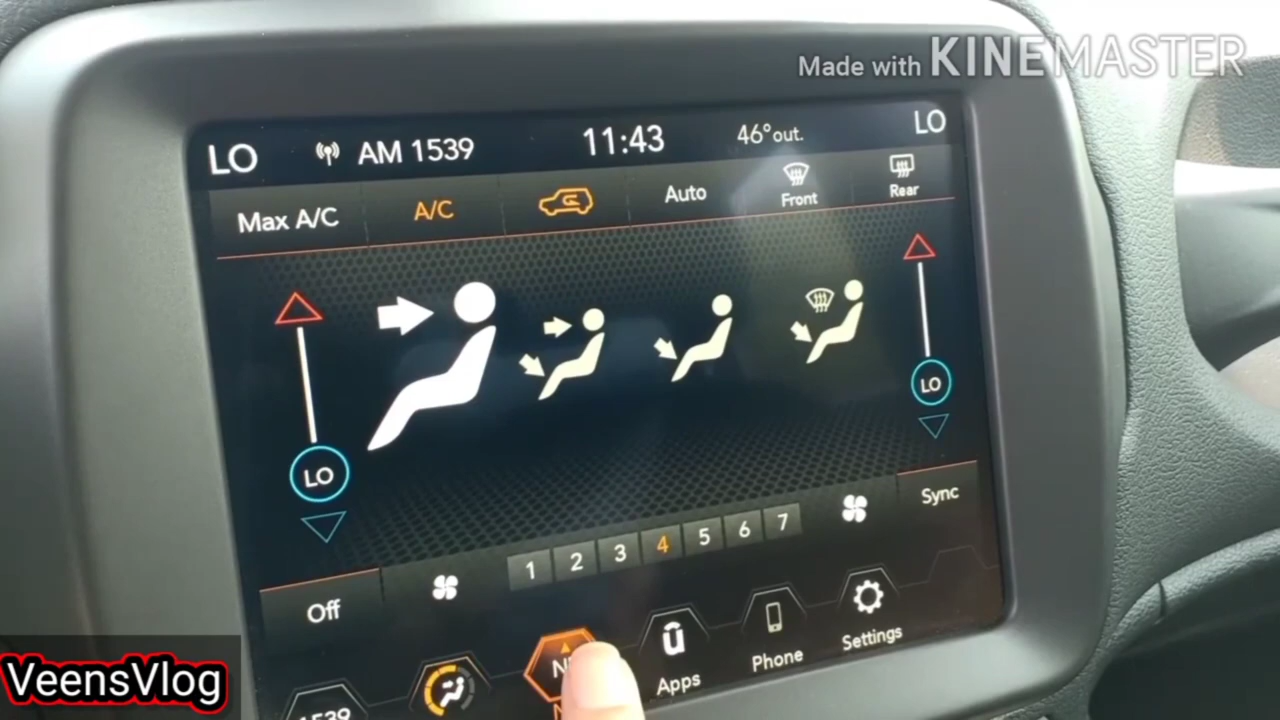 Made with KINEMASTER
LO AM 1539 11:43 46° out. LO
Max A/C A/C Auto Front Rear
LO
LO
Sync
1 2 3 4 5 6 7
Off
Apps Phone Settings
1539
VeensVlog